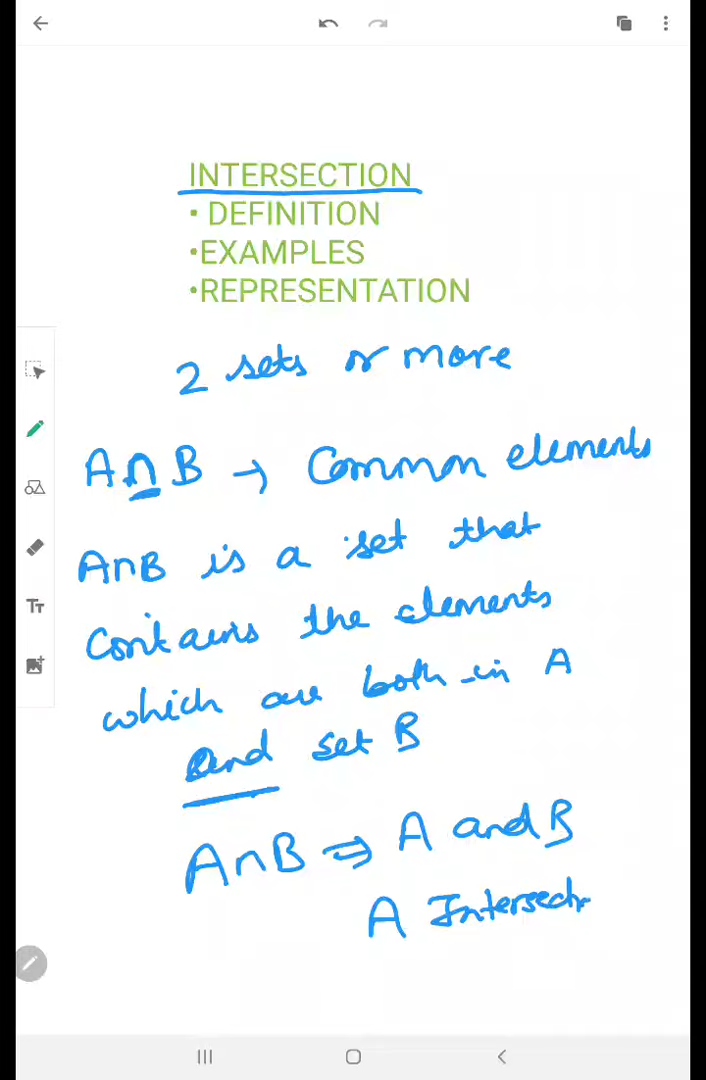 INTERSECTION
• DEFINITION
•EXAMPLES
•REPRESENTATION
2 sets or more
A∩B → Common elements
A∩B is a set that
contains the elements
which are both in A
and set B
A∩B ⇒ A and B
A Intersect
Tт